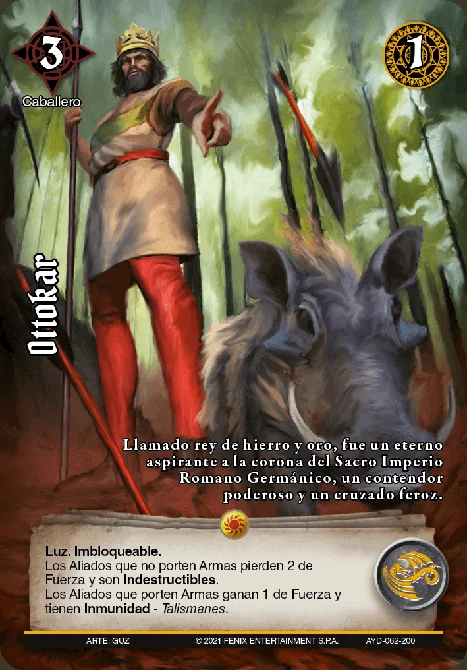 3
1
Caballero
Ottokar
Llamado rey de hierro y oro, fue un eterno
aspirante a la corona del Sacro Imperio
Romano Germánico, un contendor
poderoso y un cruzado feroz.
Luz. Imbloqueable.
Los Aliados que no porten Armas pierden 2 de
Fuerza y son Indestructibles.
Los Aliados que porten Armas ganan 1 de Fuerza y
tienen Inmunidad - Talismanes.
ARTE: GUZ © 2021 FENIX ENTERTAINMENT S.P.A. AYD-062-200